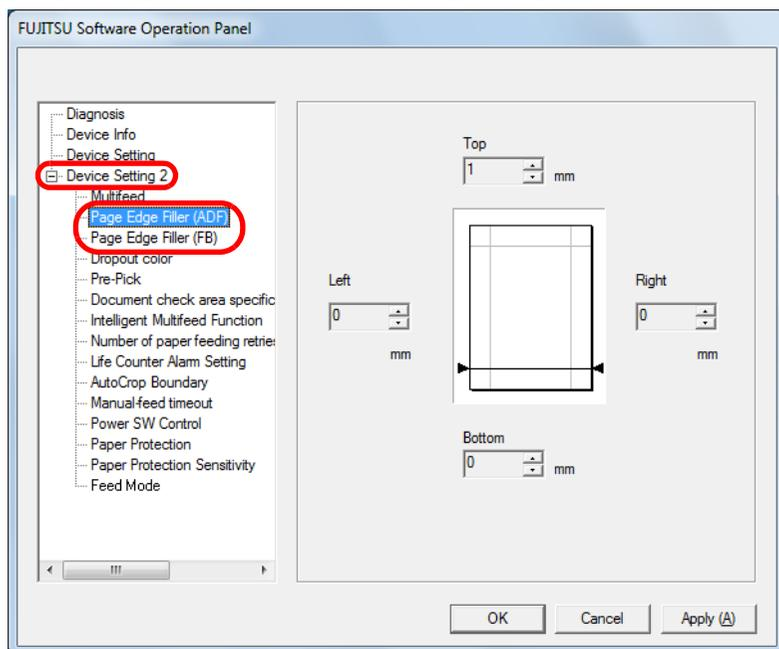 FUJITSU Software Operation Panel
Diagnosis
Device Info
Device Setting
Device Setting 2
Multifeed
Page Edge Filler (ADF)
Page Edge Filler (FB)
Dropout color
Pre-Pick
Document check area specific
Intelligent Multifeed Function
Number of paper feeding retries
Life Counter Alarm Setting
AutoCrop Boundary
Manual-feed timeout
Power SW Control
Paper Protection
Paper Protection Sensitivity
Feed Mode
Top
1 mm
Left
0
mm
Right
0
mm
Bottom
0 mm
OK Cancel Apply (A)